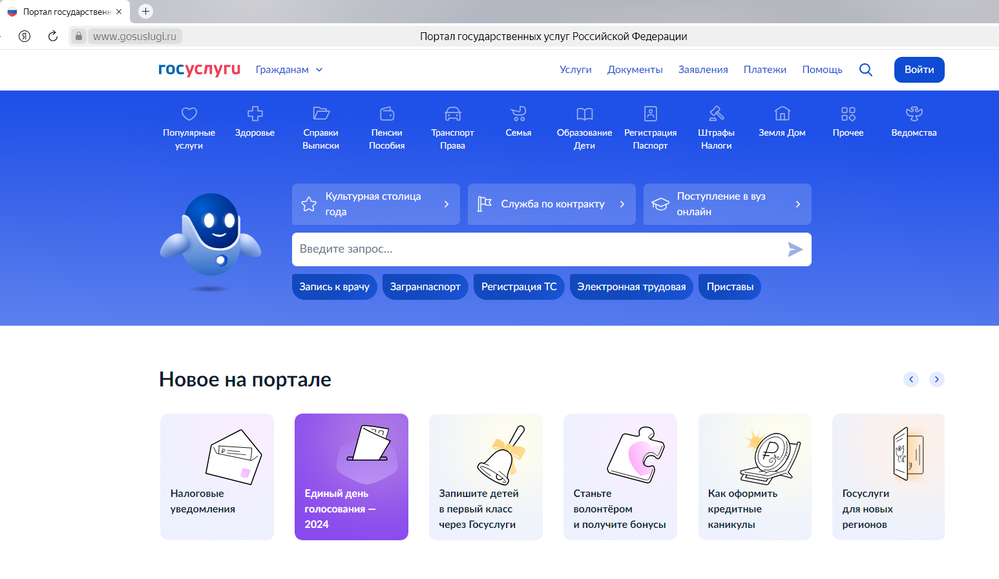 Портал государственн
www.gosuslugi.ru
Портал государственных услуг Российской Федерации
госуслуги
Гражданам
Услуги
Документы
Заявления
Платежи
Помощь
Войти
Популярные
услуги
Здоровье
Справки
Выписки
Пенсии
Пособия
Транспорт
Права
Семья
Образование
Дети
Регистрация
Паспорт
Штрафы
Налоги
Земля Дом
Прочее
Ведомства
Культурная столица
года
Служба по контракту
Поступление в вуз
онлайн
Введите запрос...
Запись к врачу
Загранпаспорт
Регистрация ТС
Электронная трудовая
Приставы
Новое на портале
Налоговые
уведомления
Единый день
голосования —
2024
Запишите детей
в первый класс
через Госуслуги
Станьте
волонтёром
и получите бонусы
Как оформить
кредитные
каникулы
Госуслуги
для новых
регионов